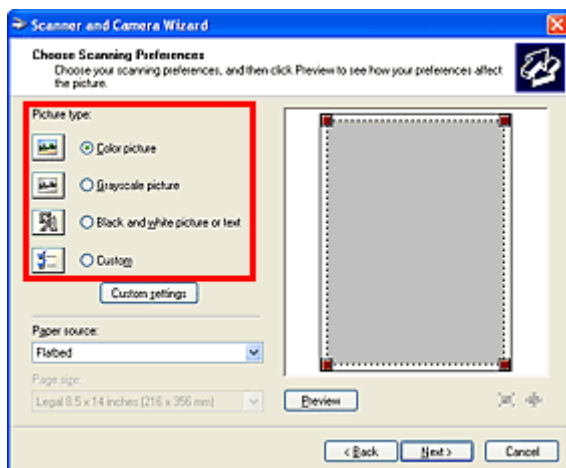 Scanner and Camera Wizard
Choose Scanning Preferences
Choose your scanning preferences, and then click Preview to see how your preferences affect
the picture.
Picture type:
Color picture
Grayscale picture
Black and white picture or text
Custom
Custom settings
Paper source:
Flatbed
Page size:
Legal 8.5 x 14 inches (216 x 356 mm)
Preview
< Back
Next >
Cancel